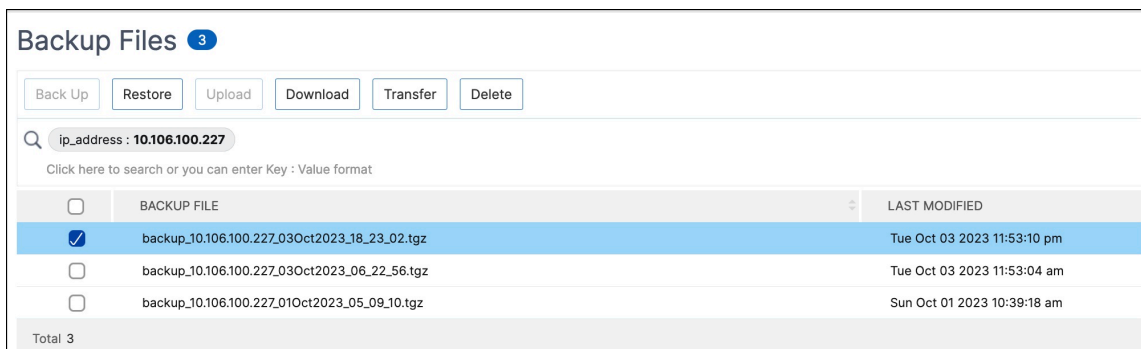 Backup Files 3
Back Up Restore Upload Download Transfer Delete
ip_address : 10.106.100.227
Click here to search or you can enter Key : Value format
BACKUP FILE LAST MODIFIED
backup_10.106.100.227_03Oct2023_18_23_02.tgz Tue Oct 03 2023 11:53:10 pm
backup_10.106.100.227_03Oct2023_06_22_56.tgz Tue Oct 03 2023 11:53:04 am
backup_10.106.100.227_01Oct2023_05_09_10.tgz Sun Oct 01 2023 10:39:18 am
Total 3